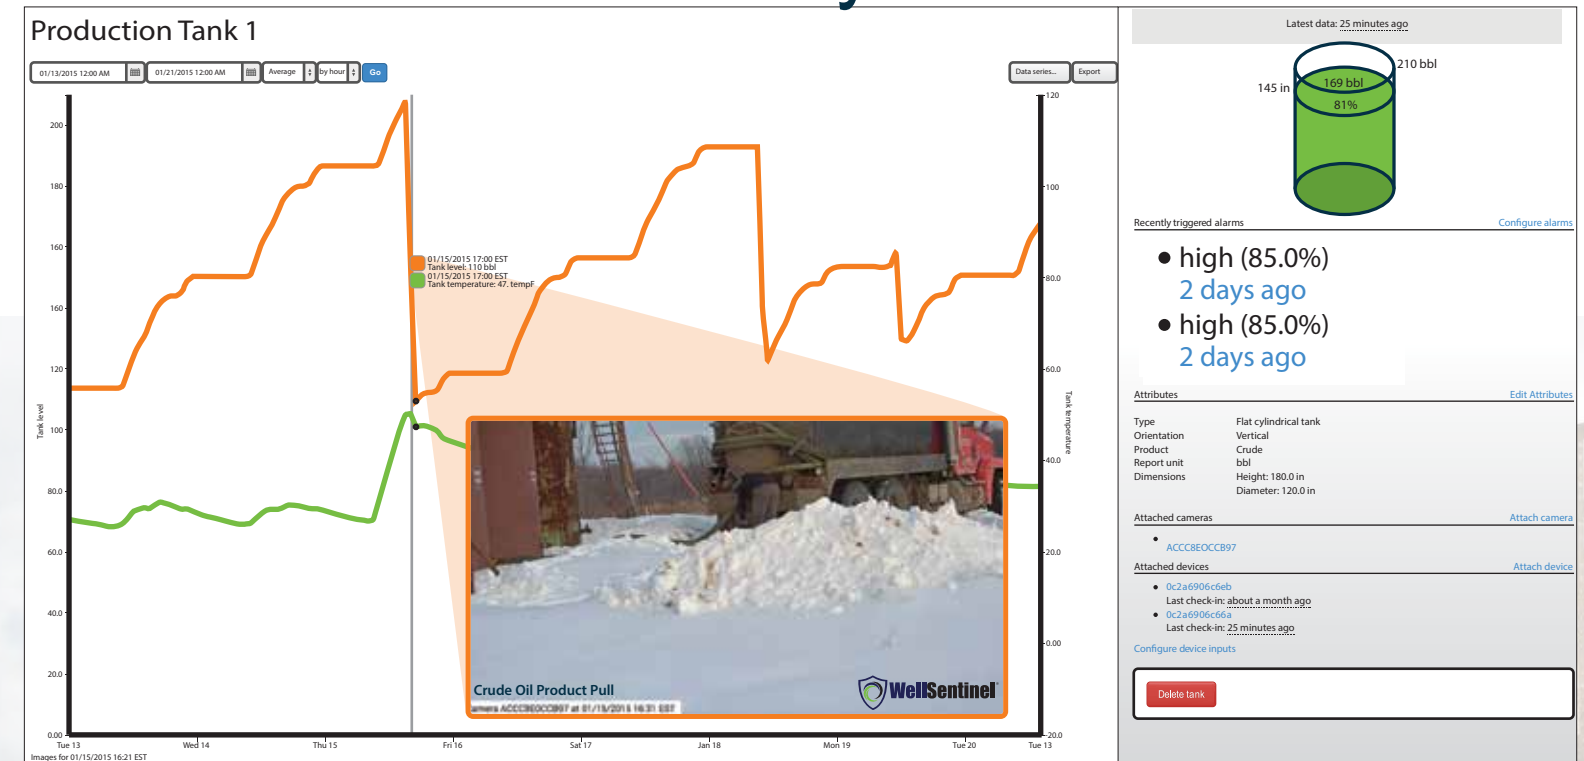 Production Tank 1
01/13/2015 12:00 AM
01/21/2015 12:00 AM
Average
by hour
Go
Data series...
Export
200
180
160
160
120
100
80.0
60.0
40.0
20.0
0.00
Tank level
120
100
80.0
60.0
40.0
20.0
0.00
-20.0
Tank temperature
01/15/2015 17:00 EST
Tank level: 110 bbl
01/15/2015 17:00 EST
Tank temperature: 47. tempF
Crude Oil Product Pull
WellSentinel
Tue 13
Wed 14
Thu 15
Fri 16
Sat 17
Jan 18
Mon 19
Tue 20
Tue 13
Images for 01/15/2015 16:21 EST
Latest data: 25 minutes ago
210 bbl
145 in
169 bbl
81%
Recently triggered alarms
Configure alarms
• high (85.0%)
2 days ago
• high (85.0%)
2 days ago
Attributes
Edit Attributes
Type Flat cylindrical tank
Orientation Vertical
Product Crude
Report unit bbl
Dimensions Height: 180.0 in
Diameter: 120.0 in
Attached cameras
Attach camera
• ACCC8EOCCB97
Attached devices
Attach device
• 0c2a6906c6eb
Last check-in: about a month ago
• 0c2a6906c66a
Last check-in: 25 minutes ago
Configure device inputs
Delete tank